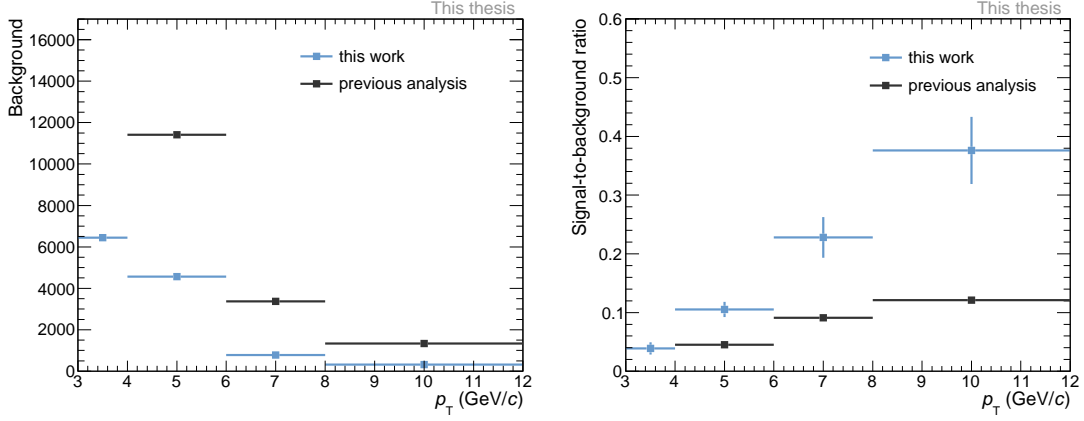 This thesis
Background
16000
14000
12000
10000
8000
6000
4000
2000
0
this work
previous analysis
3 4 5 6 7 8 9 10 11 12
p_T (GeV/c)
This thesis
Signal-to-background ratio
0.6
0.5
0.4
0.3
0.2
0.1
0
this work
previous analysis
3 4 5 6 7 8 9 10 11 12
p_T (GeV/c)